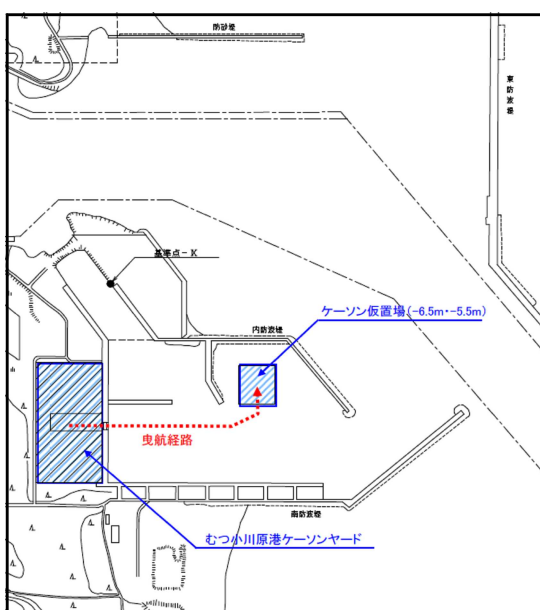 防砂堤
東防波堤
基準点－K
ケーソン仮置場(-6.5m・-5.5m)
内防波堤
曳航経路
南防波堤
むつ小川原港ケーソンヤード